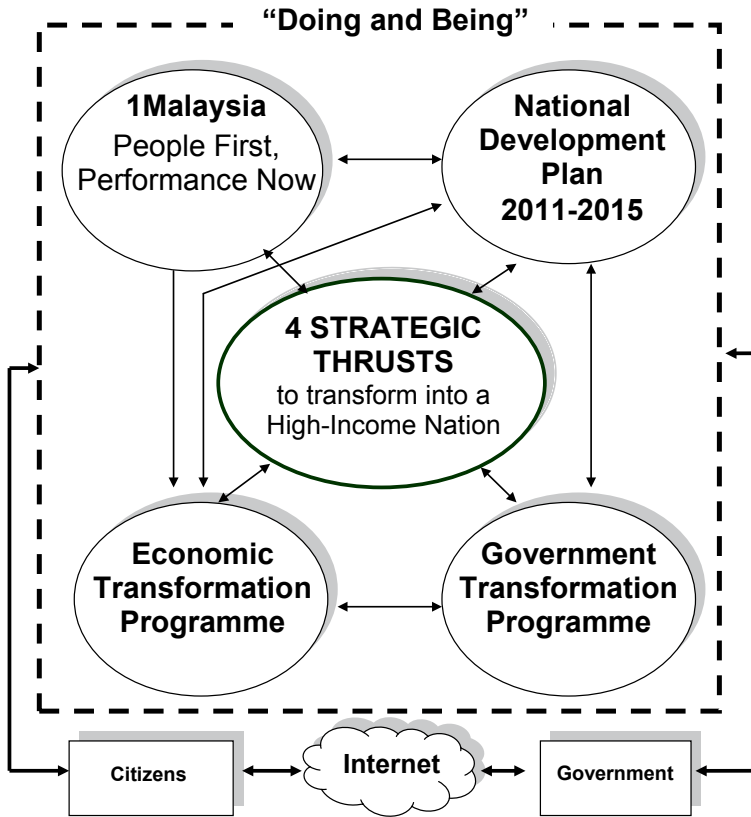 “Doing and Being”
1Malaysia
People First,
Performance Now
National
Development
Plan
2011-2015
4 STRATEGIC
THRUSTS
to transform into a
High-Income Nation
Economic
Transformation
Programme
Government
Transformation
Programme
Citizens
Internet
Government